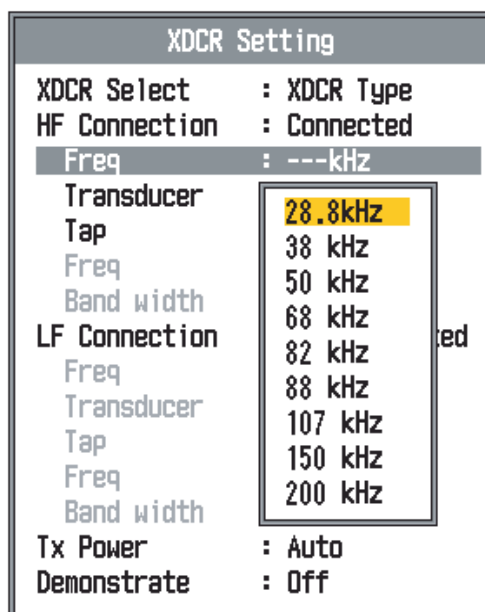 XDCR Setting
XDCR Select : XDCR Type
HF Connection : Connected
Freq : ---kHz
Transducer
Tap
Freq
Band width
LF Connection ted
Freq
Transducer
Tap
Freq
Band width
Tx Power : Auto
Demonstrate : Off
28.8kHz
38 kHz
50 kHz
68 kHz
82 kHz
88 kHz
107 kHz
150 kHz
200 kHz